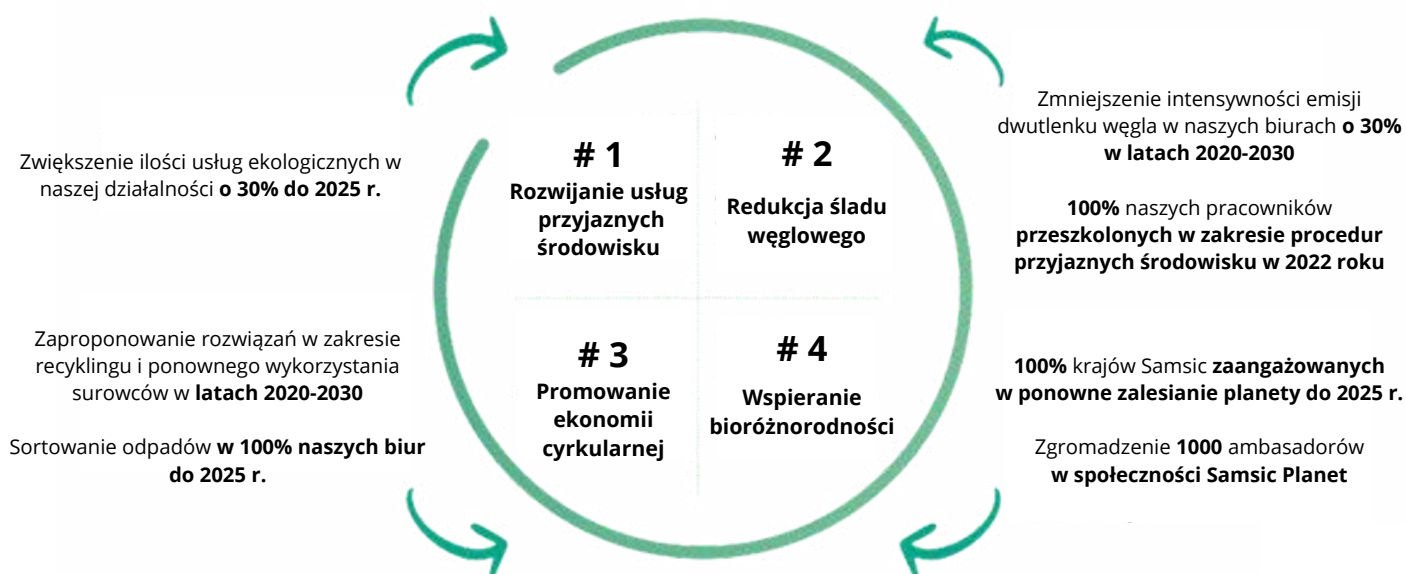 Zwiększenie ilości usług ekologicznych w
naszej działalności o 30% do 2025 r.
# 1
Rozwijanie usług
przyjaznych
środowisku
# 2
Redukcja śladu
węglowego
Zmniejszenie intensywności emisji
dwutlenku węgla w naszych biurach o 30%
w latach 2020-2030
100% naszych pracowników
przeszkolonych w zakresie procedur
przyjaznych środowisku w 2022 roku
Zaproponowanie rozwiązań w zakresie
recyklingu i ponownego wykorzystania
surowców w latach 2020-2030
Sortowanie odpadów w 100% naszych biur
do 2025 r.
# 3
Promowanie
ekonomii
cyrkularnej
# 4
Wspieranie
bioróżnorodności
100% krajów Samsic zaangażowanych
w ponowne zalesianie planety do 2025 r.
Zgromadzenie 1000 ambasadorów
w społeczności Samsic Planet